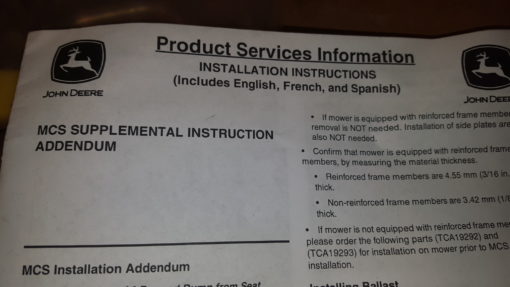 Product Services Information
INSTALLATION INSTRUCTIONS
(Includes English, French, and Spanish)
JOHN DEERE
JOHN DEERE
MCS SUPPLEMENTAL INSTRUCTION
ADDENDUM
MCS Installation Addendum
Pump from Seat
• If mower is equipped with reinforced frame
removal is NOT needed. Installation of side plates are
also NOT needed.
• Confirm that mower is equipped with reinforced
members, by measuring the material thickness.
• Reinforced frame members are 4.55 mm (3/16 in.
thick.
• Non-reinforced frame members are 3.42 mm
thick.
• If mower is not equipped with reinforced frame
please order the following parts (TCA19292) and
(TCA19293) for installation on mower prior to MCS
installation.
Installing Ballast